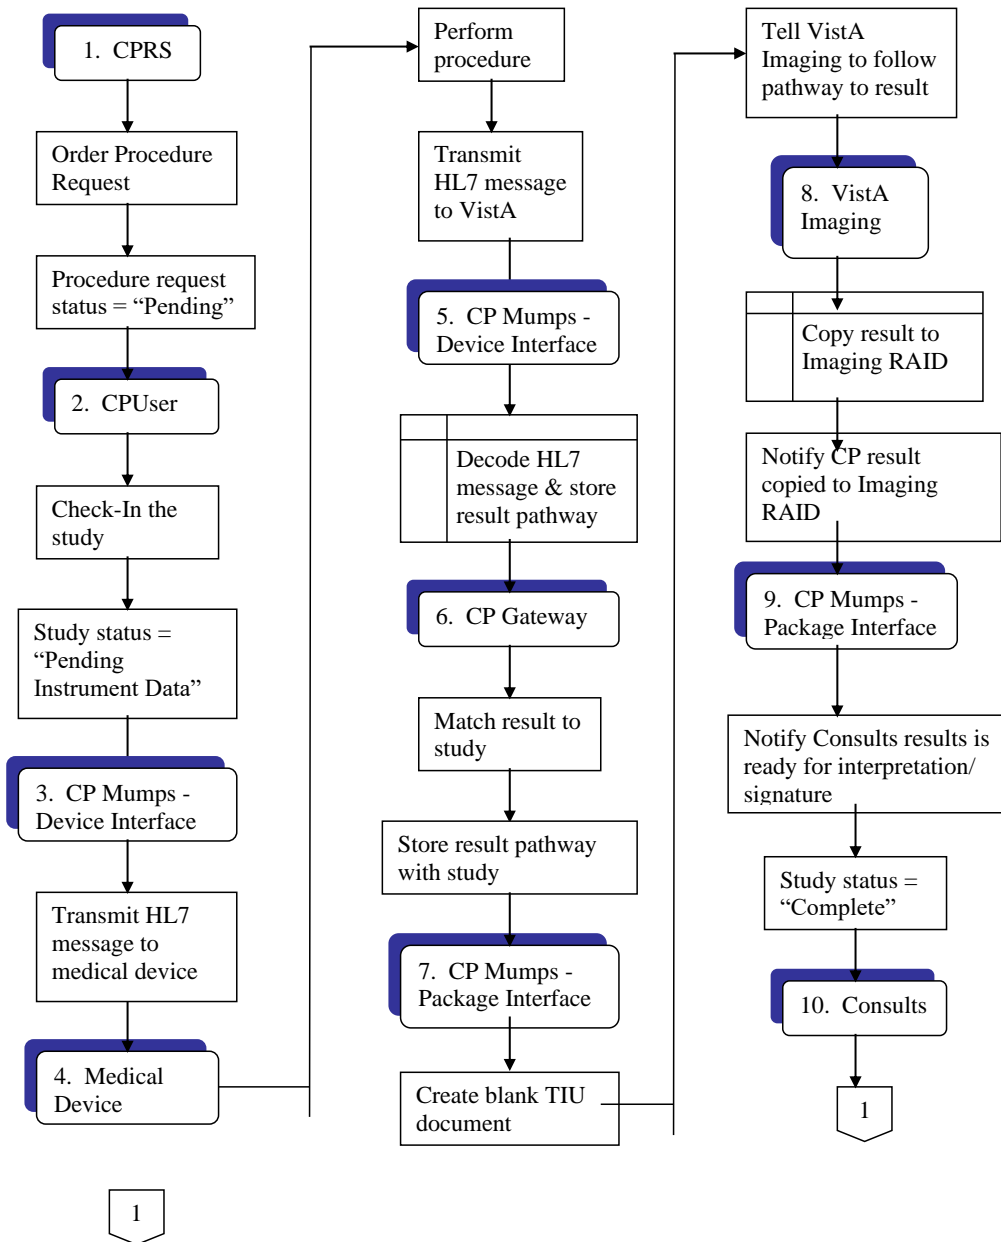 1. CPRS
Order Procedure
Request
Procedure request
status = “Pending”
2. CPUser
Check-In the
study
Study status =
“Pending
Instrument Data”
3. CP Mumps -
Device Interface
Transmit HL7
message to
medical device
4. Medical
Device
Perform
procedure
Transmit
HL7 message
to VistA
5. CP Mumps -
Device Interface
Decode HL7
message & store
result pathway
6. CP Gateway
Match result to
study
Store result pathway
with study
7. CP Mumps -
Package Interface
Create blank TIU
document
Tell VistA
Imaging to follow
pathway to result
8. VistA
Imaging
Copy result to
Imaging RAID
Notify CP result
copied to Imaging
RAID
9. CP Mumps -
Package Interface
Notify Consults results is
ready for interpretation/
signature
Study status =
“Complete”
10. Consults
1
1